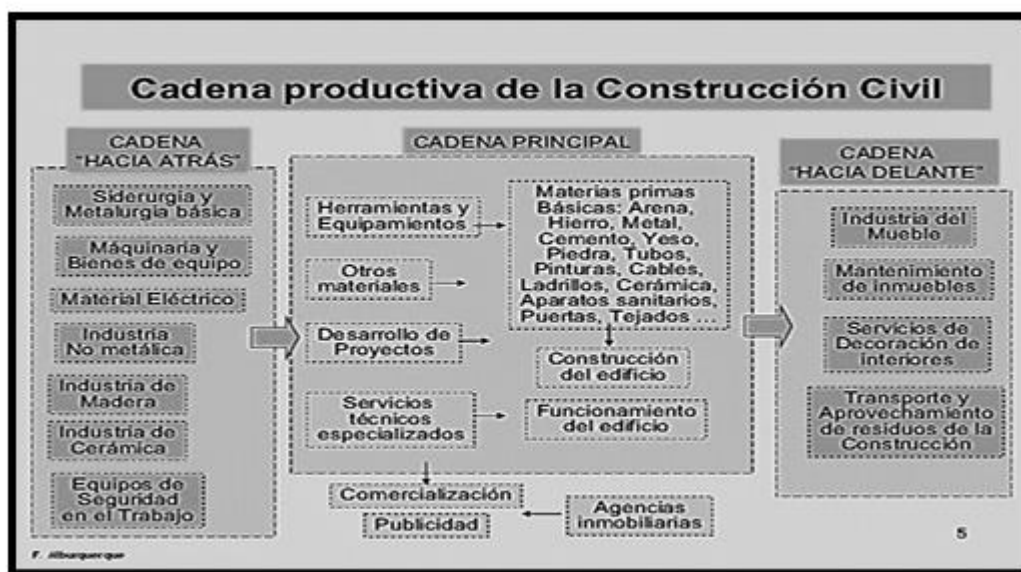 Cadena productiva de la Construcción Civil
CADENA
"HACIA ATRÁS"
Siderurgia y
Metalurgia básica
Máquinaria y
Bienes de equipo
Material Eléctrico
Industria
No metálica
Industria de
Madera
Industria de
Cerámica
Equipos de
Seguridad
en el Trabajo
CADENA PRINCIPAL
Herramientas y
Equipamientos
Otros
materiales
Desarrollo de
Proyectos
Servicios
técnicos
especializados
Materias primas
Básicas: Arena,
Hierro, Metal,
Cemento, Yeso,
Piedra, Tubos,
Pinturas, Cables,
Ladrillos, Cerámica,
Aparatos sanitarios,
Puertas, Tejados ...
Construcción
del edificio
Funcionamiento
del edificio
Comercialización
Publicidad
Agencias
inmobiliarias
CADENA
"HACIA DELANTE"
Industria del
Mueble
Mantenimiento
de inmuebles
Servicios de
Decoración de
interiores
Transporte y
Aprovechamiento
de residuos de la
Construcción
5
F. Alburquerque